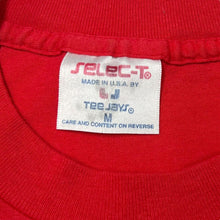 SELEC-T®
MADE IN U.S.A. BY
TEE JAYS®
M
CARE AND CONTENT ON REVERSE